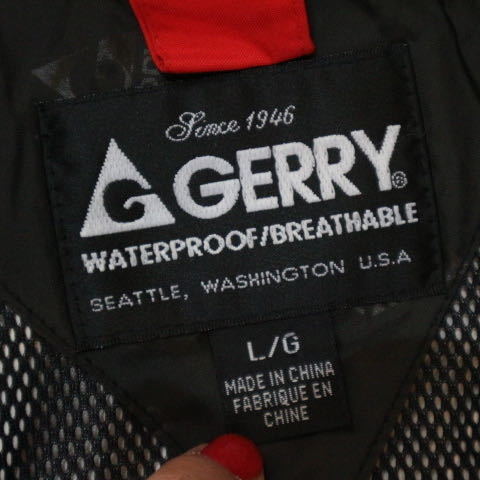 Since 1946
GERRY®
WATERPROOF/BREATHABLE
SEATTLE, WASHINGTON U.S.A
L/G
MADE IN CHINA
FABRIQUE EN
CHINE